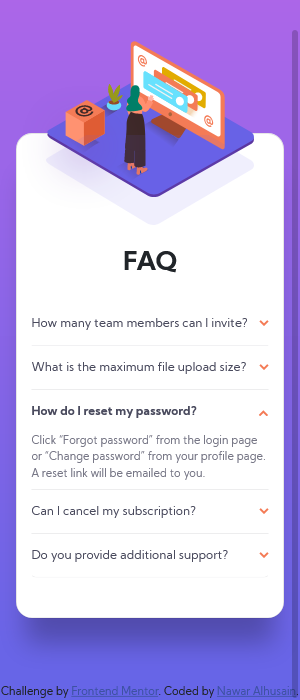 FAQ
How many team members can I invite?
What is the maximum file upload size?
How do I reset my password?
Click “Forgot password” from the login page
or “Change password” from your profile page.
A reset link will be emailed to you.
Can I cancel my subscription?
Do you provide additional support?
Challenge by Frontend Mentor. Coded by Nawar Alhusain